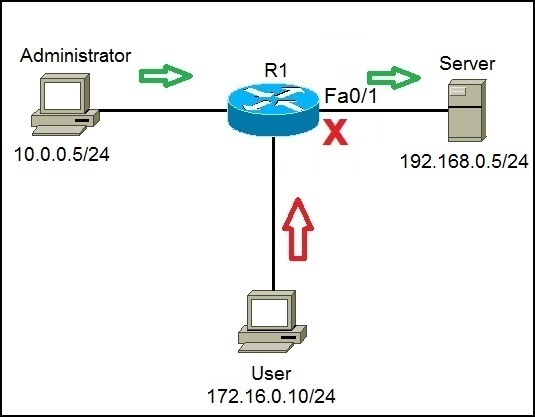 Administrator
R1
Server
Fa0/1
X
10.0.0.5/24
192.168.0.5/24
User
172.16.0.10/24